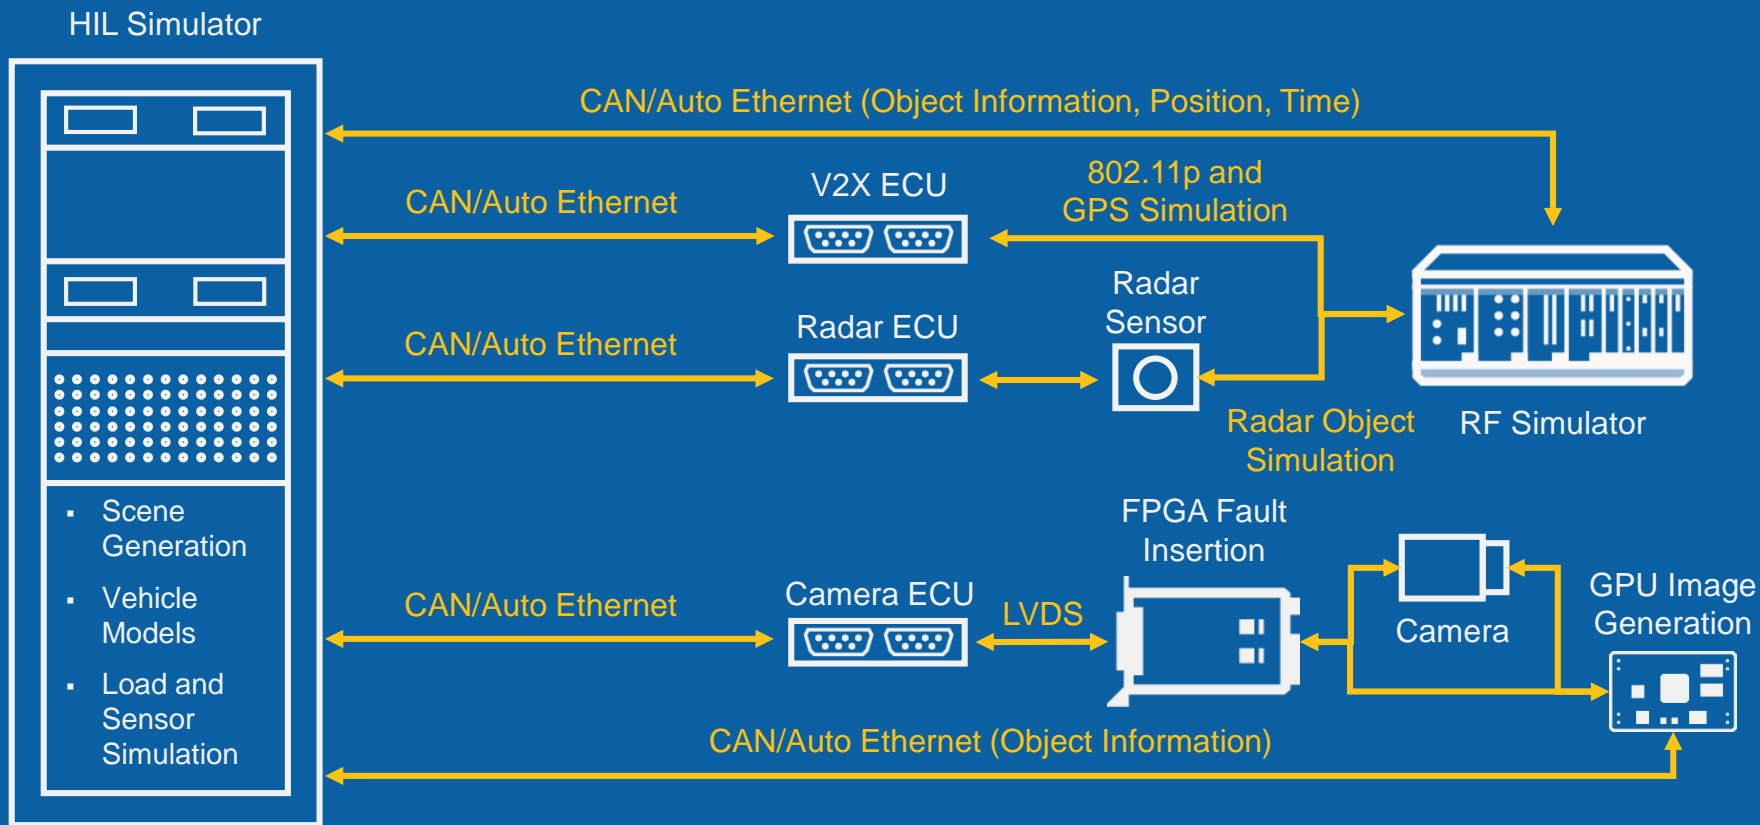 HIL Simulator
CAN/Auto Ethernet (Object Information, Position, Time)
V2X ECU
802.11p and
GPS Simulation
CAN/Auto Ethernet
Radar
Sensor
Radar ECU
CAN/Auto Ethernet
Radar Object
Simulation
RF Simulator
▪ Scene
Generation
▪ Vehicle
Models
▪ Load and
Sensor
Simulation
FPGA Fault
Insertion
CAN/Auto Ethernet
Camera ECU
LVDS
Camera
GPU Image
Generation
CAN/Auto Ethernet (Object Information)